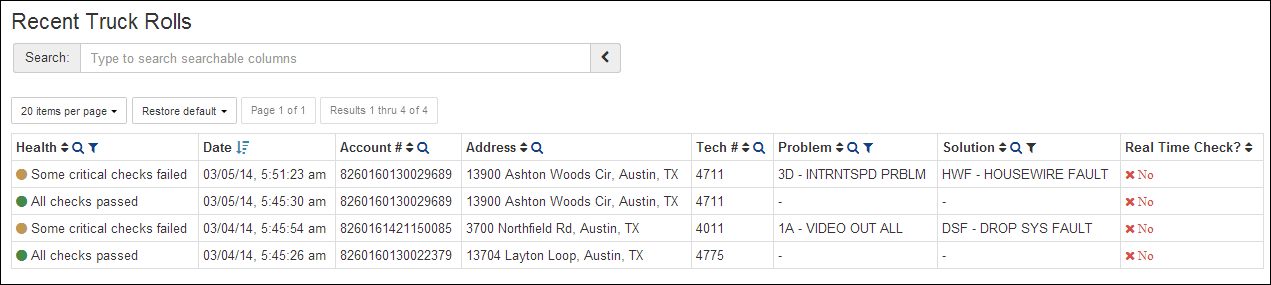 Recent Truck Rolls
Search: Type to search searchable columns
20 items per page Restore default Page 1 of 1 Results 1 thru 4 of 4
Health Date Account # Address Tech # Problem Solution Real Time Check?
Some critical checks failed 03/05/14, 5:51:23 am 8260160130029689 13900 Ashton Woods Cir, Austin, TX 4711 3D - INTRNTSPD PRBLM HWF - HOUSEWIRE FAULT No
All checks passed 03/05/14, 5:45:30 am 8260160130029689 13900 Ashton Woods Cir, Austin, TX 4711 - - No
Some critical checks failed 03/04/14, 5:45:54 am 8260161421150085 3700 Northfield Rd, Austin, TX 4011 1A - VIDEO OUT ALL DSF - DROP SYS FAULT No
All checks passed 03/04/14, 5:45:26 am 8260160130022379 13704 Layton Loop, Austin, TX 4775 - - No